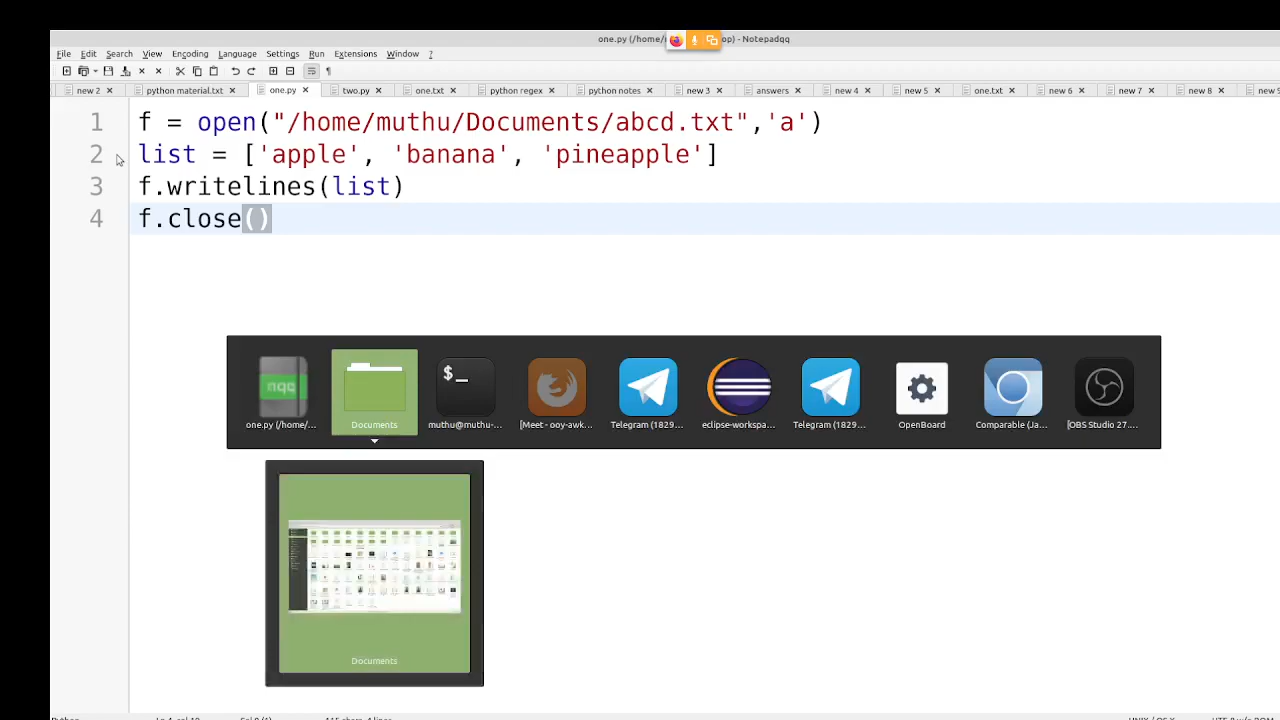 one.py (/home/ op) - Notepadqq
File Edit Search View Encoding Language Settings Run Extensions Window ?
new 2 python material.txt one.py two.py one.txt python regex python notes new 3 answers new 4 new 5 one.txt new 6 new 7 new 8 new 9
1 f = open("/home/muthu/Documents/abcd.txt",'a')
2 list = ['apple', 'banana', 'pineapple']
3 f.writelines(list)
4 f.close()
nqq
$_
one.py (/home/... Documents muthu@muthu-... [Meet - ooy-awk... Telegram (1829... eclipse-workspa... Telegram (1829... OpenBoard Comparable (Ja... [OBS Studio 27....
Documents